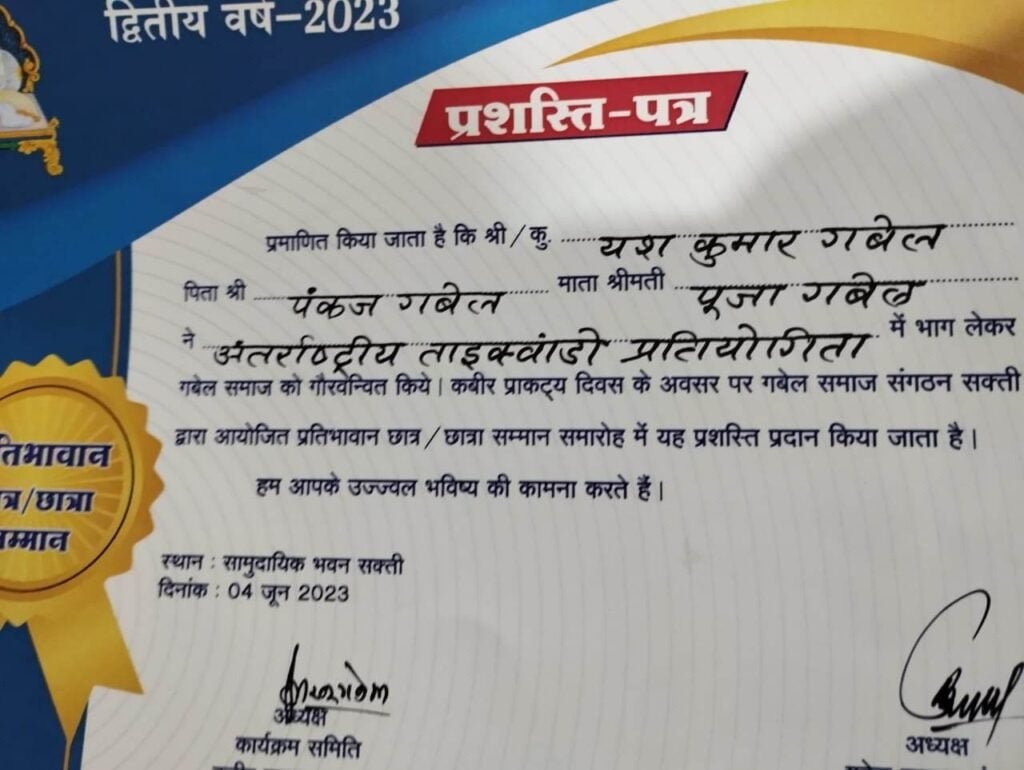 द्वितीय वर्ष-2023
प्रशस्ति-पत्र
प्रमाणित किया जाता है कि श्री / कु. यश कुमार गबेल
पिता श्री पंकज गबेल माता श्रीमती पूजा गबेल
ने अंतर्राष्ट्रीय ताइक्वांडो प्रतियोगिता में भाग लेकर
गबेल समाज को गौरवन्वित किये। कबीर प्राकट्य दिवस के अवसर पर गबेल समाज संगठन सक्ती
द्वारा आयोजित प्रतिभावान छात्र / छात्रा सम्मान समारोह में यह प्रशस्ति प्रदान किया जाता है।
हम आपके उज्ज्वल भविष्य की कामना करते हैं।
तिभावान
त्र/छात्रा
म्मान
स्थान : सामुदायिक भवन सक्ती
दिनांक : 04 जून 2023
अध्यक्ष
कार्यक्रम समिति
अध्यक्ष